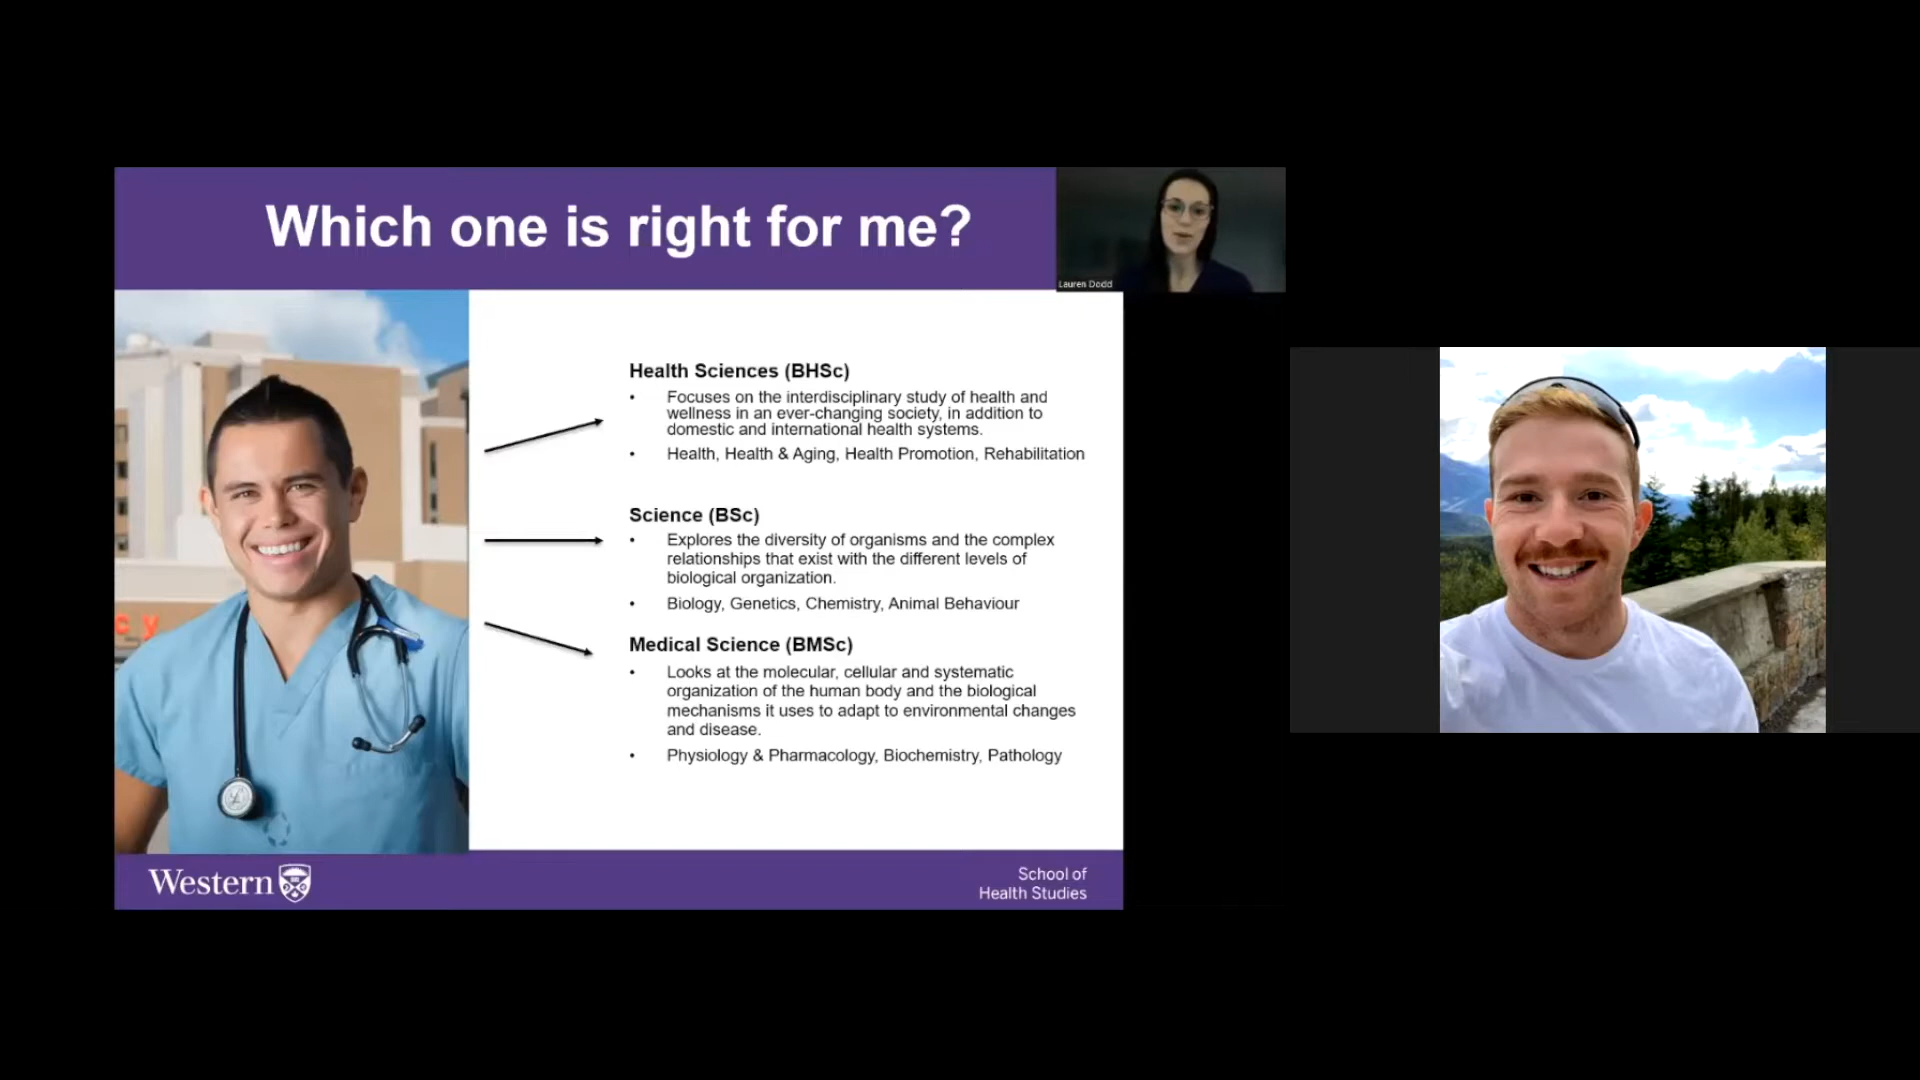 Which one is right for me?
Lauren Dodd
Health Sciences (BHSc)
• Focuses on the interdisciplinary study of health and
wellness in an ever-changing society, in addition to
domestic and international health systems.
• Health, Health & Aging, Health Promotion, Rehabilitation
Science (BSc)
• Explores the diversity of organisms and the complex
relationships that exist with the different levels of
biological organization.
• Biology, Genetics, Chemistry, Animal Behaviour
Medical Science (BMSc)
• Looks at the molecular, cellular and systematic
organization of the human body and the biological
mechanisms it uses to adapt to environmental changes
and disease.
• Physiology & Pharmacology, Biochemistry, Pathology
cy
Western
School of
Health Studies